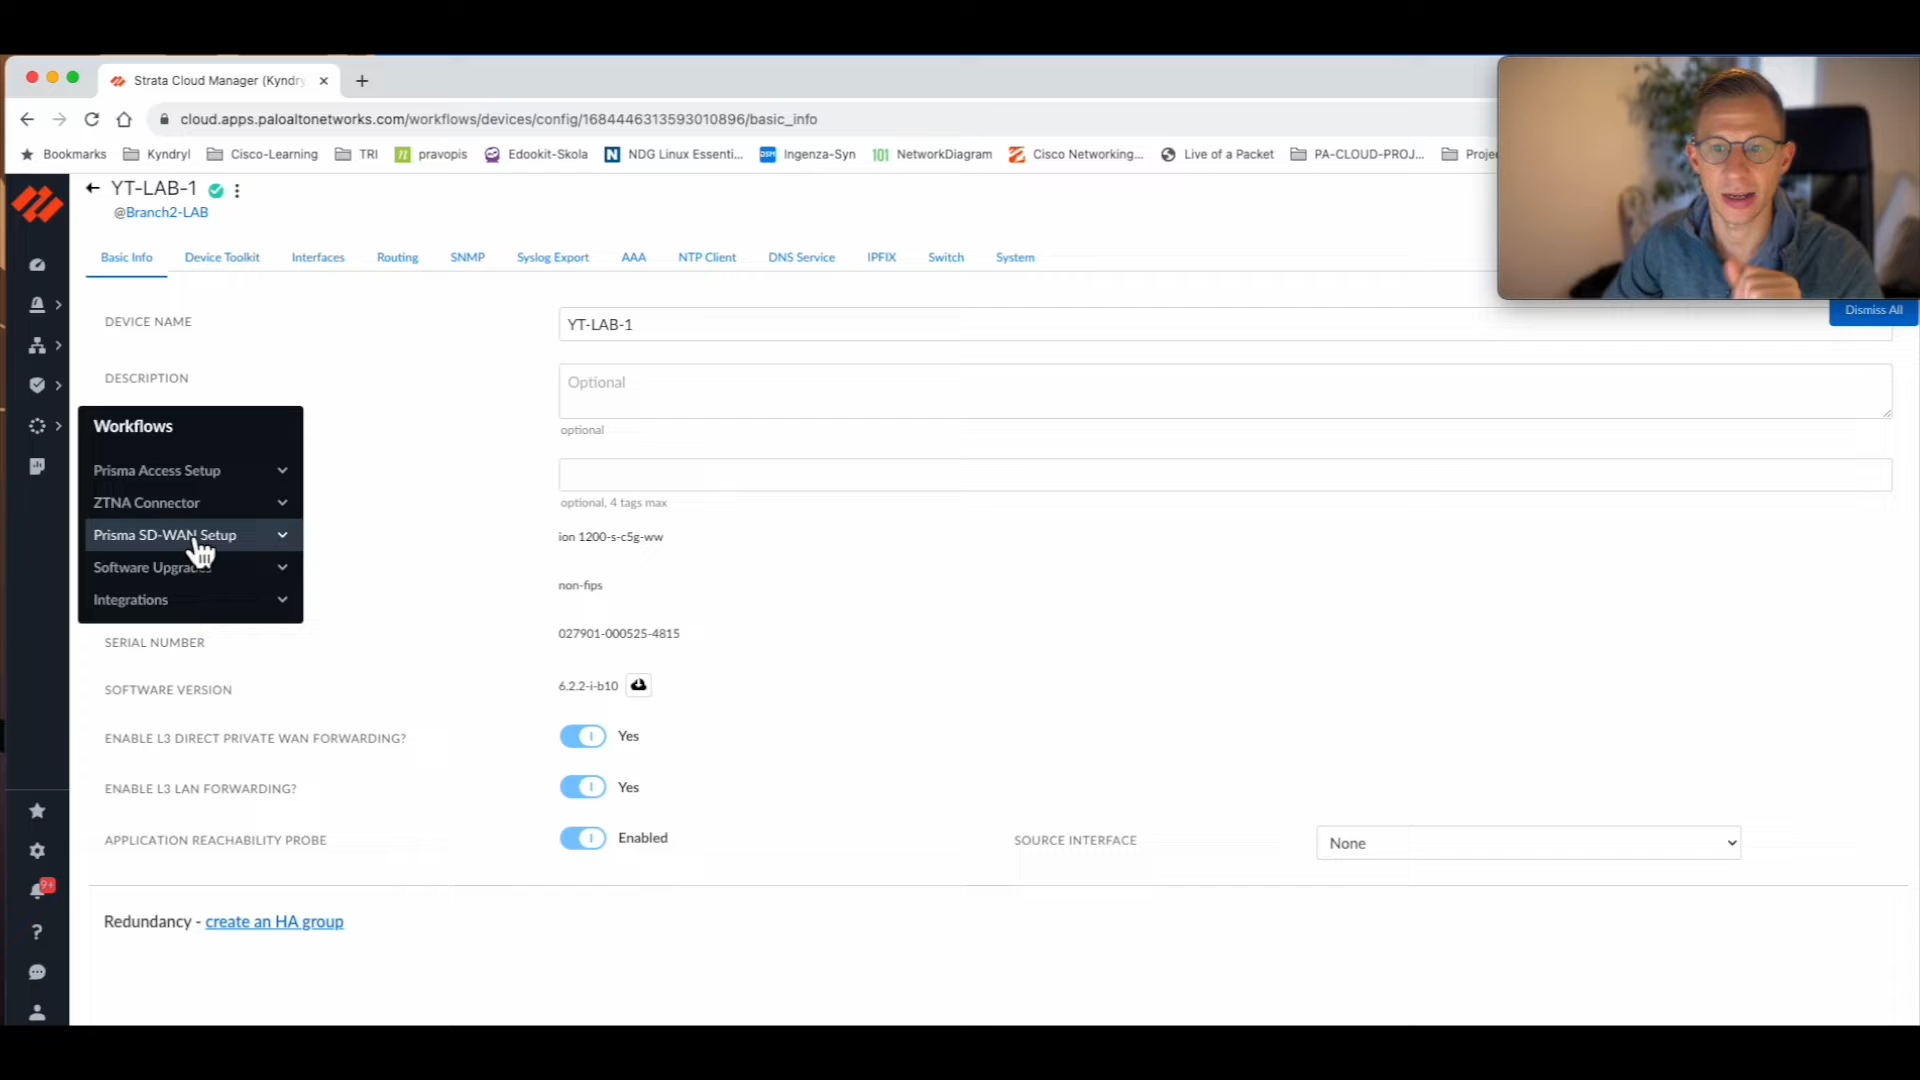 Strata Cloud Manager (Kyndry
cloud.apps.paloaltonetworks.com/workflows/devices/config/1684446313593010896/basic_info
Bookmarks Kyndryl Cisco-Learning TRI pravopis Edookit-Skola NDG Linux Essenti... Ingenza-Syn NetworkDiagram Cisco Networking... Live of a Packet PA-CLOUD-PROJ... Proje
YT-LAB-1
@Branch2-LAB
Basic Info Device Toolkit Interfaces Routing SNMP Syslog Export AAA NTP Client DNS Service IPFIX Switch System
Dismiss All
DEVICE NAME YT-LAB-1
DESCRIPTION Optional
optional
Workflows
Prisma Access Setup
ZTNA Connector
optional, 4 tags max
Prisma SD-WAN Setup
ion 1200-s-c5g-ww
Software Upgrades
non-fips
Integrations
SERIAL NUMBER 027901-000525-4815
SOFTWARE VERSION 6.2.2-i-b10
ENABLE L3 DIRECT PRIVATE WAN FORWARDING? Yes
ENABLE L3 LAN FORWARDING? Yes
APPLICATION REACHABILITY PROBE Enabled SOURCE INTERFACE None
9+
Redundancy - create an HA group